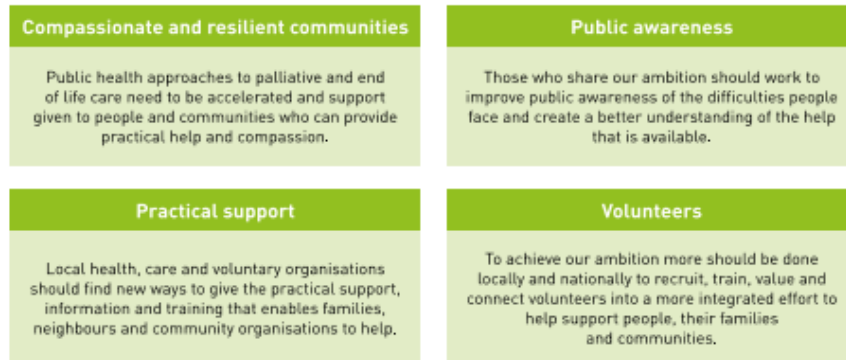 Compassionate and resilient communities
Public health approaches to palliative and end
of life care need to be accelerated and support
given to people and communities who can provide
practical help and compassion.
Public awareness
Those who share our ambition should work to
improve public awareness of the difficulties people
face and create a better understanding of the help
that is available.
Practical support
Local health, care and voluntary organisations
should find new ways to give the practical support,
information and training that enables families,
neighbours and community organisations to help.
Volunteers
To achieve our ambition more should be done
locally and nationally to recruit, train, value and
connect volunteers into a more integrated effort to
help support people, their families
and communities.